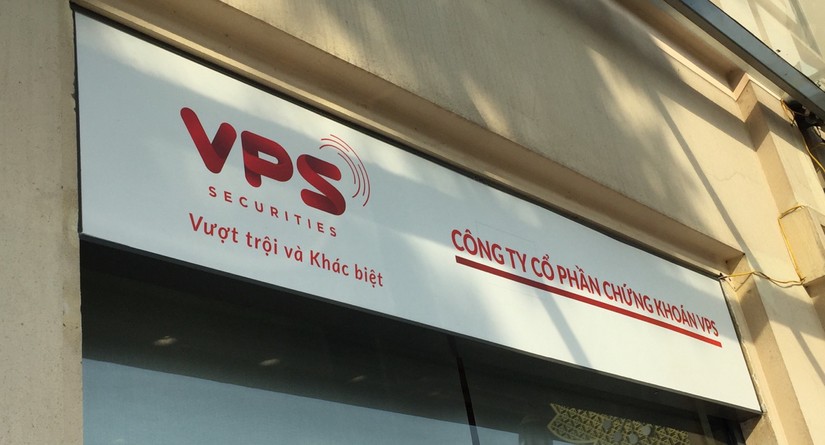 VPS
SECURITIES
Vượt trội và Khác biệt
CÔNG TY CỔ PHẦN CHỨNG KHOÁN VPS